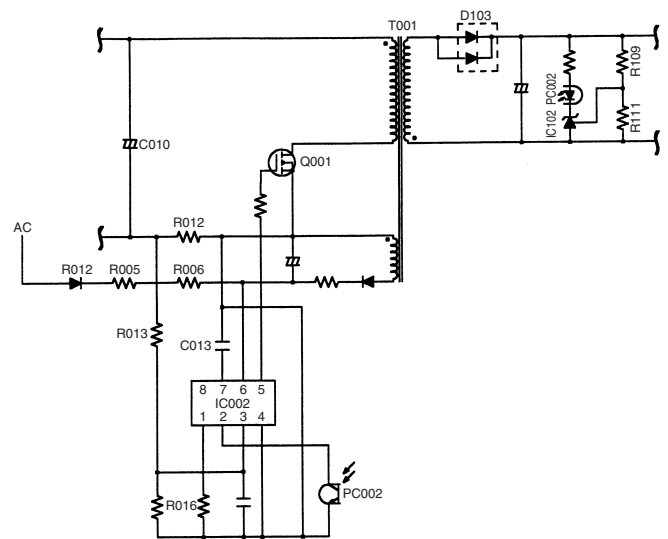 T001
D103
C010
Q001
PC002
IC102
R109
R111
AC
R012
R012
R005
R006
R013
C013
8 7 6 5
IC002
1 2 3 4
R016
PC002